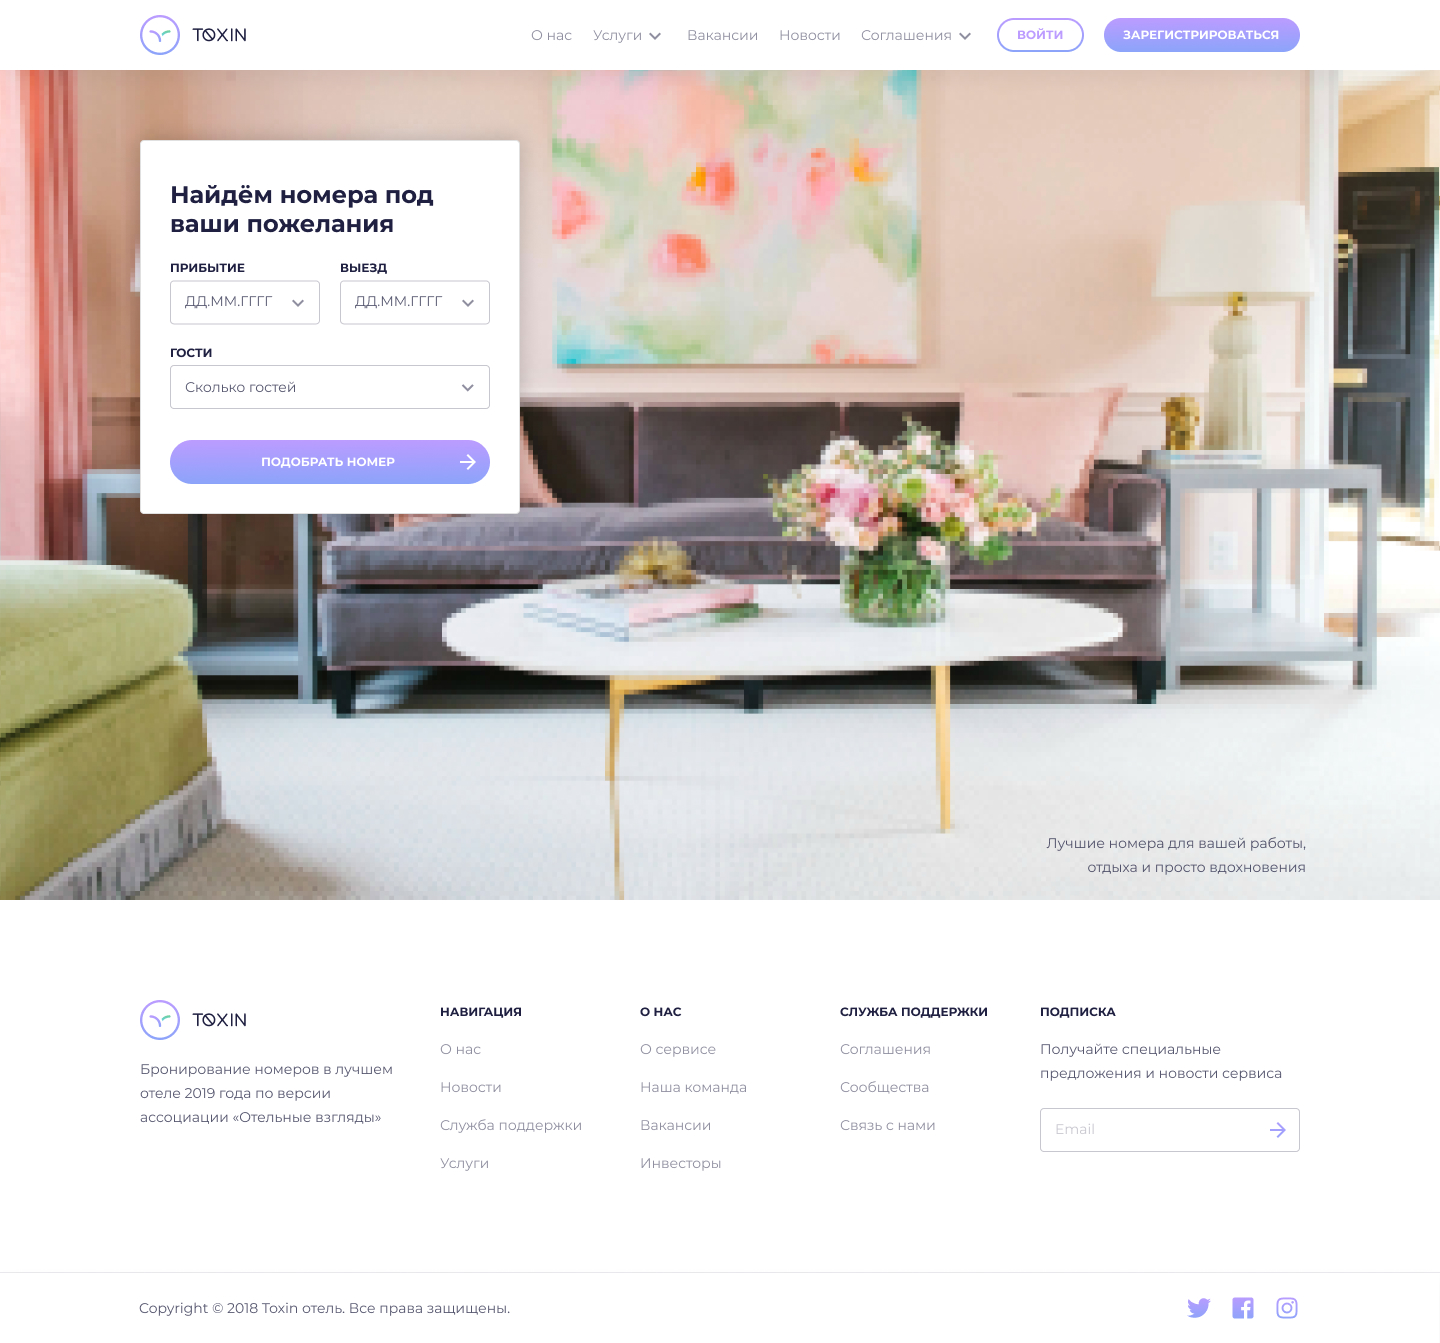 TOXIN
О нас
Услуги
Вакансии
Новости
Соглашения
ВОЙТИ
ЗАРЕГИСТРИРОВАТЬСЯ
Найдём номера под
ваши пожелания
ПРИБЫТИЕ
ВЫЕЗД
ДД.ММ.ГГГГ
ДД.ММ.ГГГГ
ГОСТИ
Сколько гостей
ПОДОБРАТЬ НОМЕР
Лучшие номера для вашей работы,
отдыха и просто вдохновения
TOXIN
Бронирование номеров в лучшем
отеле 2019 года по версии
ассоциации «Отельные взгляды»
НАВИГАЦИЯ
О нас
Новости
Служба поддержки
Услуги
О НАС
О сервисе
Наша команда
Вакансии
Инвесторы
СЛУЖБА ПОДДЕРЖКИ
Соглашения
Сообщества
Связь с нами
ПОДПИСКА
Получайте специальные
предложения и новости сервиса
Email
Copyright © 2018 Toxin отель. Все права защищены.